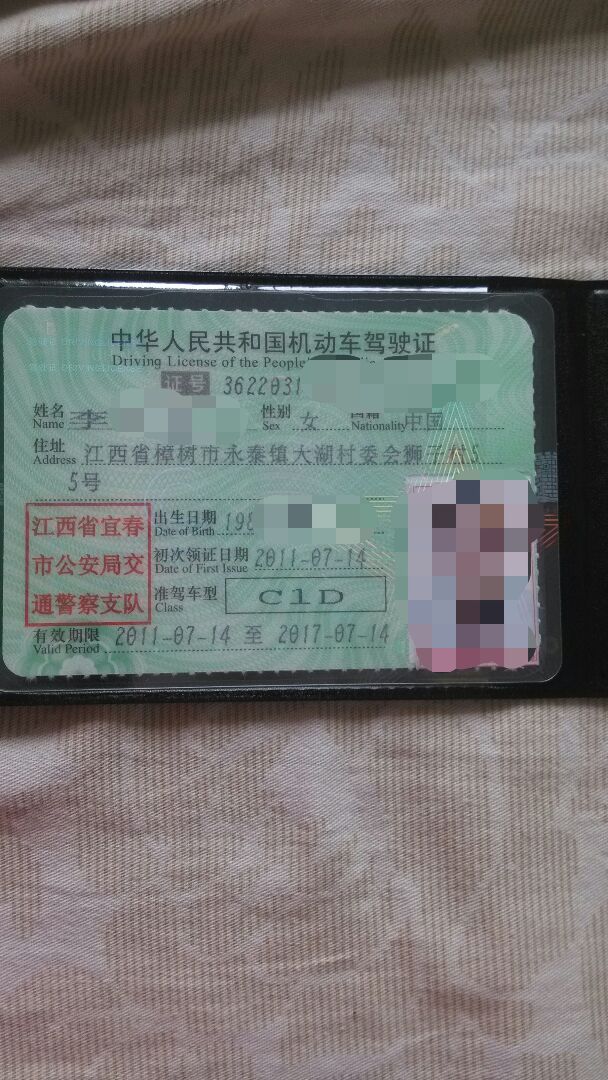 中华人民共和国机动车驾驶证
Driving License of the People
证号 3622031
姓名 李 性别 女 中国
Name Sex Nationality
住址 江西省樟树市永泰镇大湖村委会狮子村5
Address
5号
江西省宜春
市公安局交
通警察支队
出生日期 198
Date of Birth
初次领证日期 2011-07-14
Date of First Issue
准驾车型 C1D
Class
有效期限 2011-07-14 至 2017-07-14
Valid Period